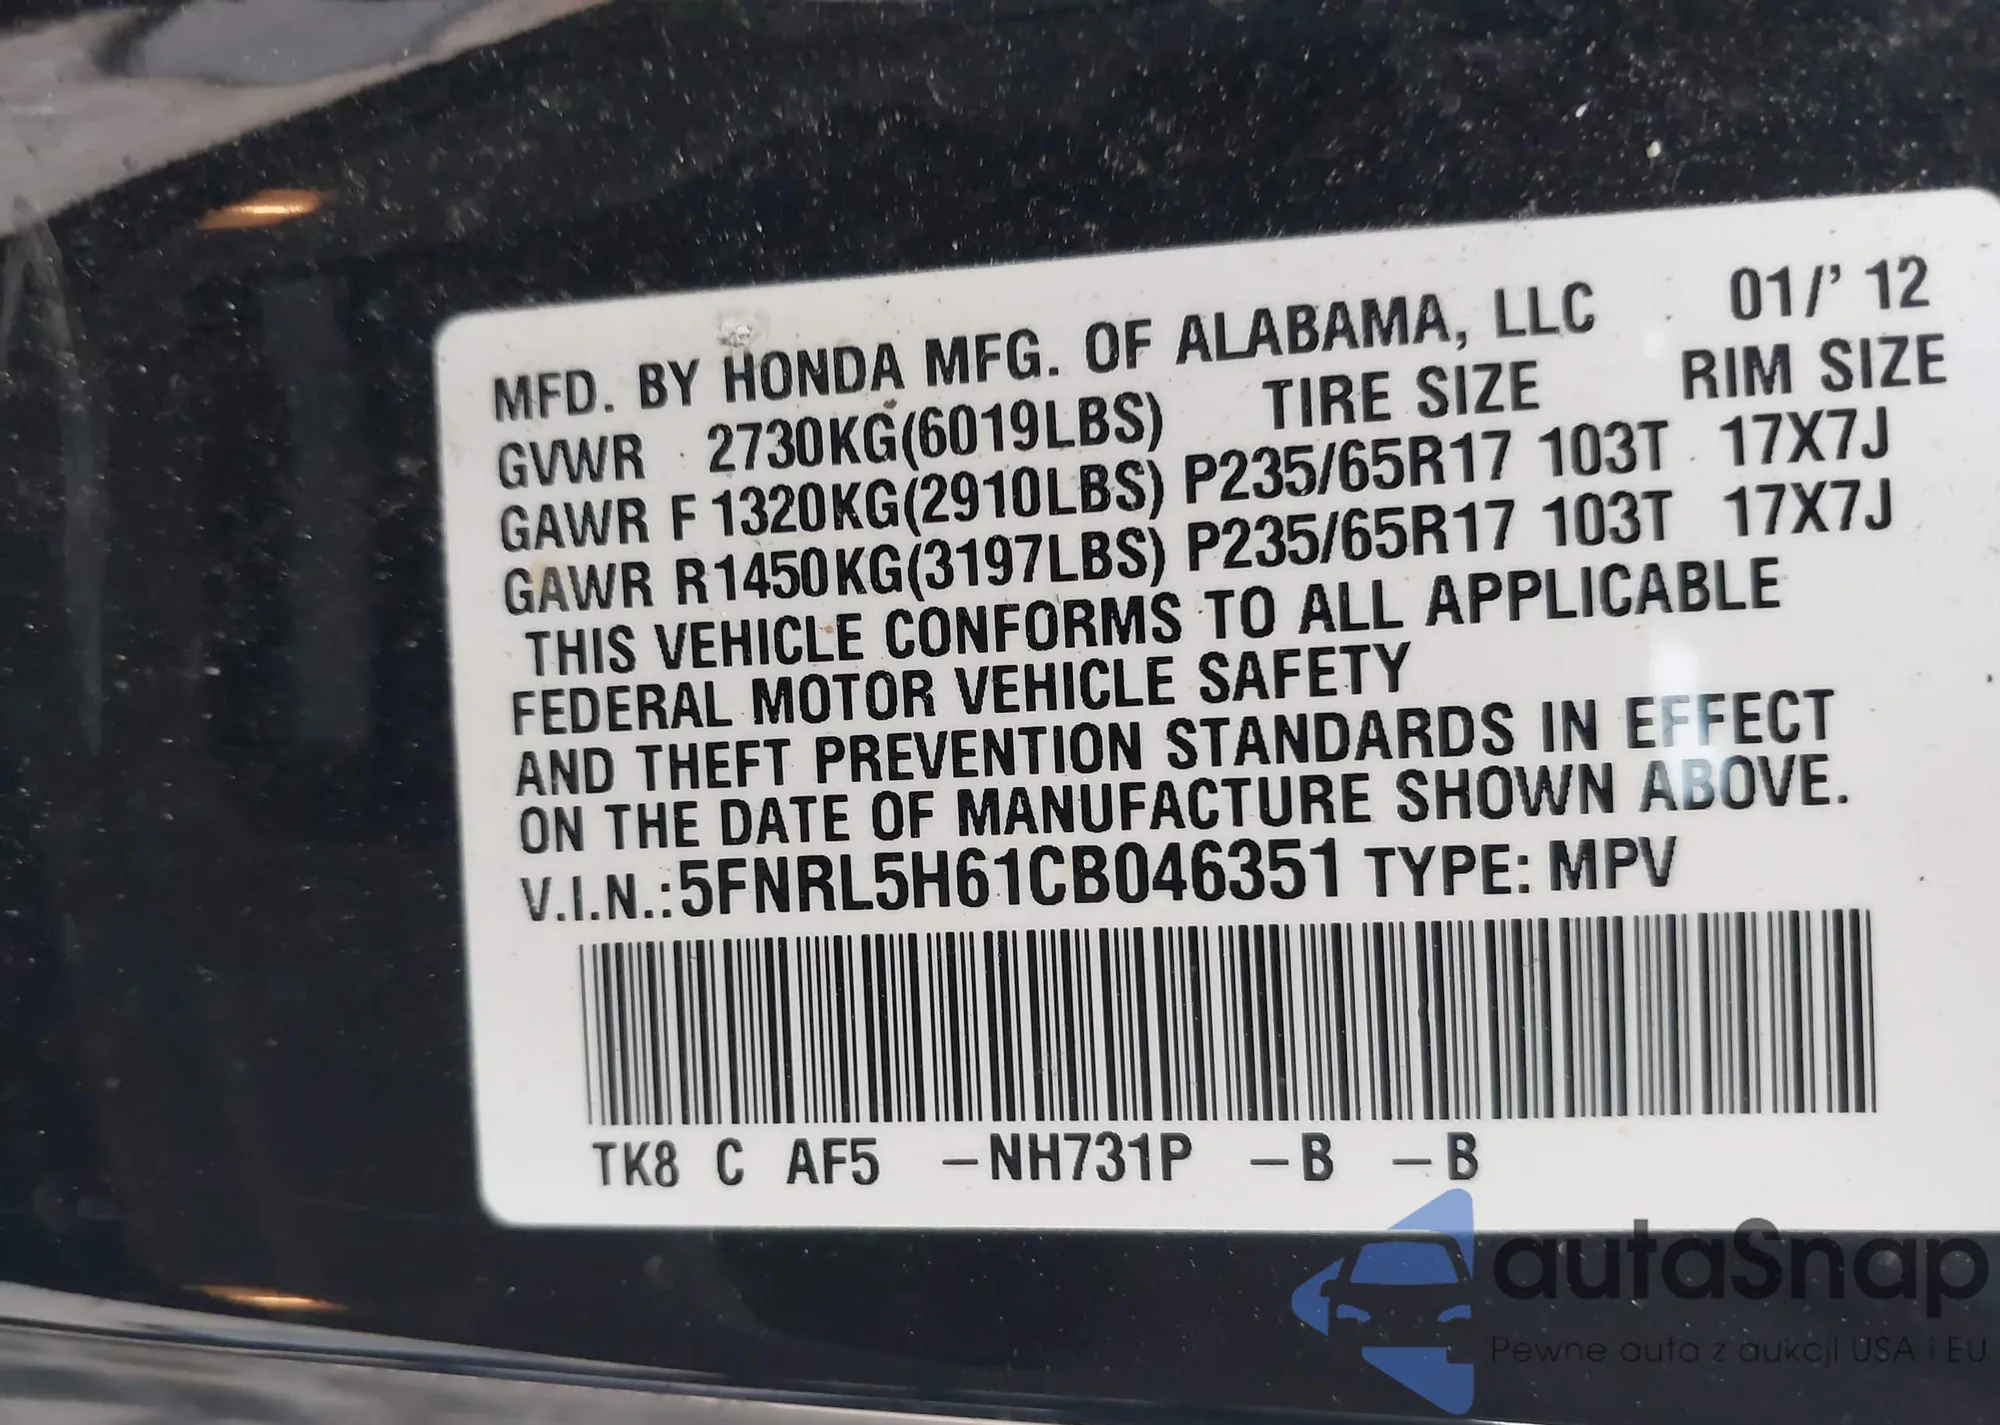 MFD. BY HONDA MFG. OF ALABAMA, LLC 01/'12
GVWR 2730KG(6019LBS) TIRE SIZE RIM SIZE
GAWR F 1320KG(2910LBS) P235/65R17 103T 17X7J
GAWR R1450KG(3197LBS) P235/65R17 103T 17X7J
THIS VEHICLE CONFORMS TO ALL APPLICABLE
FEDERAL MOTOR VEHICLE SAFETY
AND THEFT PREVENTION STANDARDS IN EFFECT
ON THE DATE OF MANUFACTURE SHOWN ABOVE.
V.I.N.:5FNRL5H61CB046351 TYPE: MPV
TK8 C AF5 -NH731P -B -B
autaSnap
Pewne auta z aukcji USA i EU